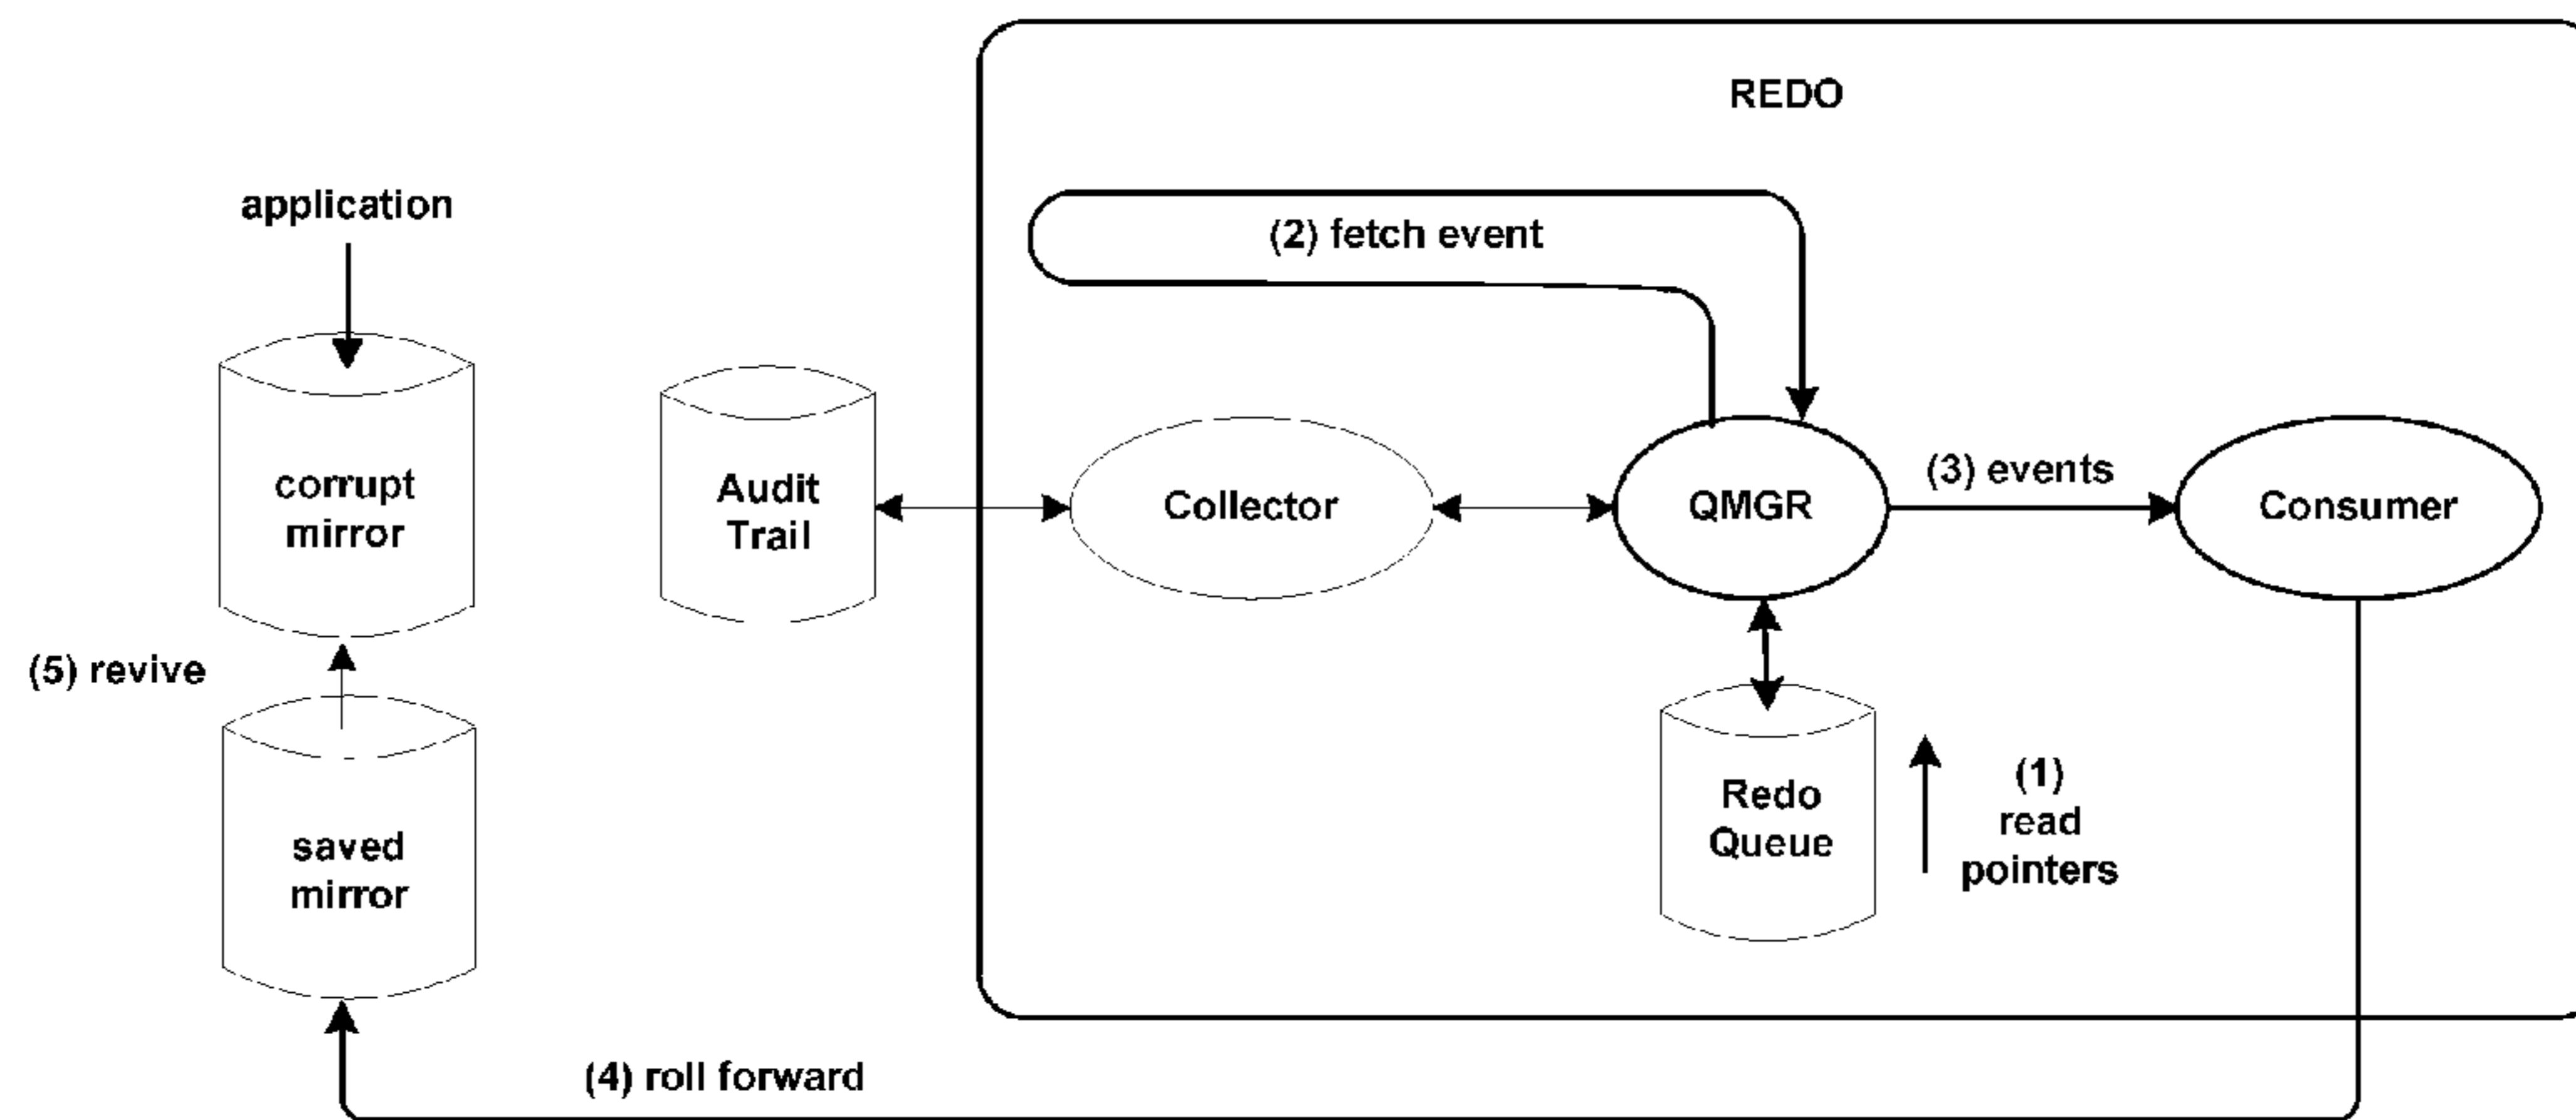 REDO
application
(2) fetch event
corrupt
mirror
Audit
Trail
Collector
QMGR
(3) events
Consumer
(5) revive
saved
mirror
Redo
Queue
(1)
read
pointers
(4) roll forward